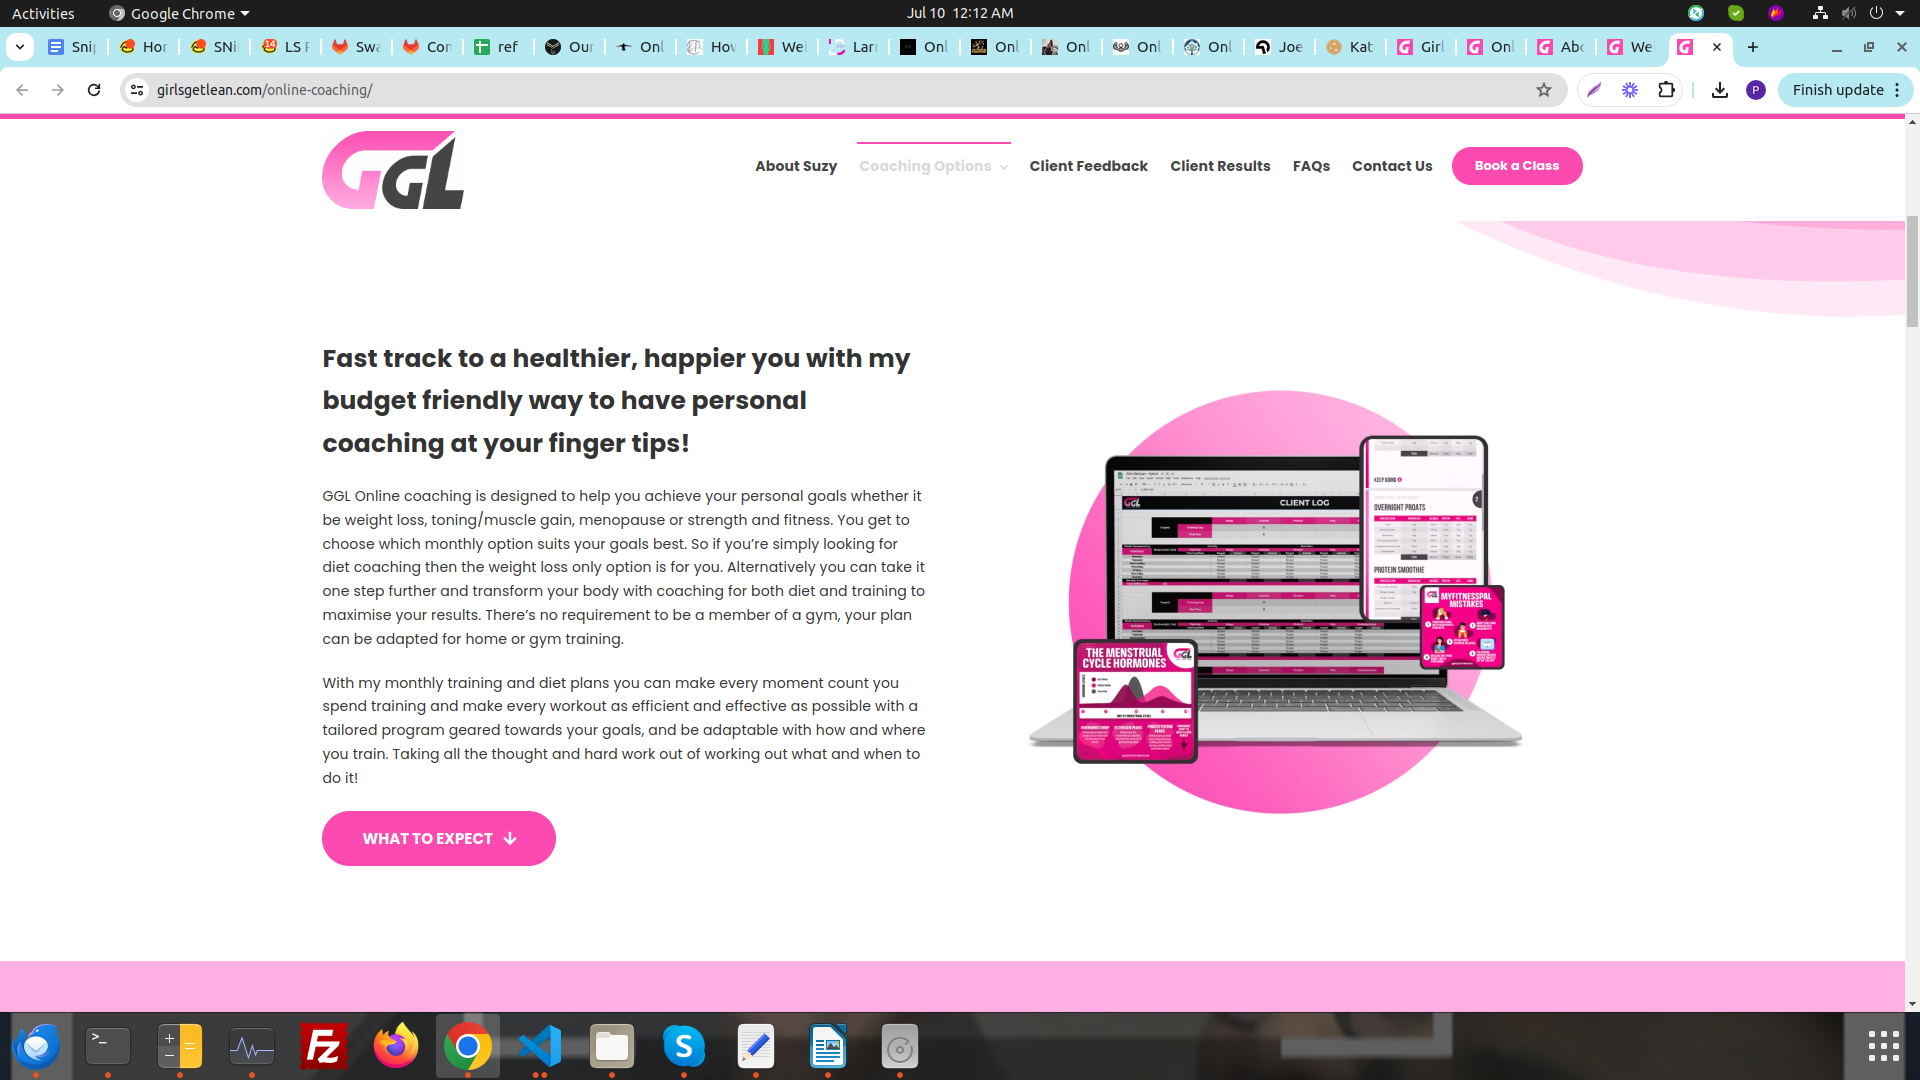 Activities
Google Chrome
Jul 10 12:12 AM
Snip
Hor
SNi
LS F
Swa
Con
ref
Our
Onl
How
Wei
Larr
Onl
Onl
Onl
Onl
Onl
Joe
Kat
Girl
Onl
Abo
We
girlsgetlean.com/online-coaching/
P
Finish update
GGL
About Suzy
Coaching Options
Client Feedback
Client Results
FAQs
Contact Us
Book a Class
Fast track to a healthier, happier you with my
budget friendly way to have personal
coaching at your finger tips!
GGL Online coaching is designed to help you achieve your personal goals whether it
be weight loss, toning/muscle gain, menopause or strength and fitness. You get to
choose which monthly option suits your goals best. So if you’re simply looking for
diet coaching then the weight loss only option is for you. Alternatively you can take it
one step further and transform your body with coaching for both diet and training to
maximise your results. There’s no requirement to be a member of a gym, your plan
can be adapted for home or gym training.
With my monthly training and diet plans you can make every moment count you
spend training and make every workout as efficient and effective as possible with a
tailored program geared towards your goals, and be adaptable with how and where
you train. Taking all the thought and hard work out of working out what and when to
do it!
WHAT TO EXPECT
GGL
CLIENT LOG
KEEP GOING
OVERNIGHT PROATS
PROTEIN SMOOTHIE
MYFITNESSPAL
MISTAKES
THE MENSTRUAL
CYCLE HORMONES
GGL